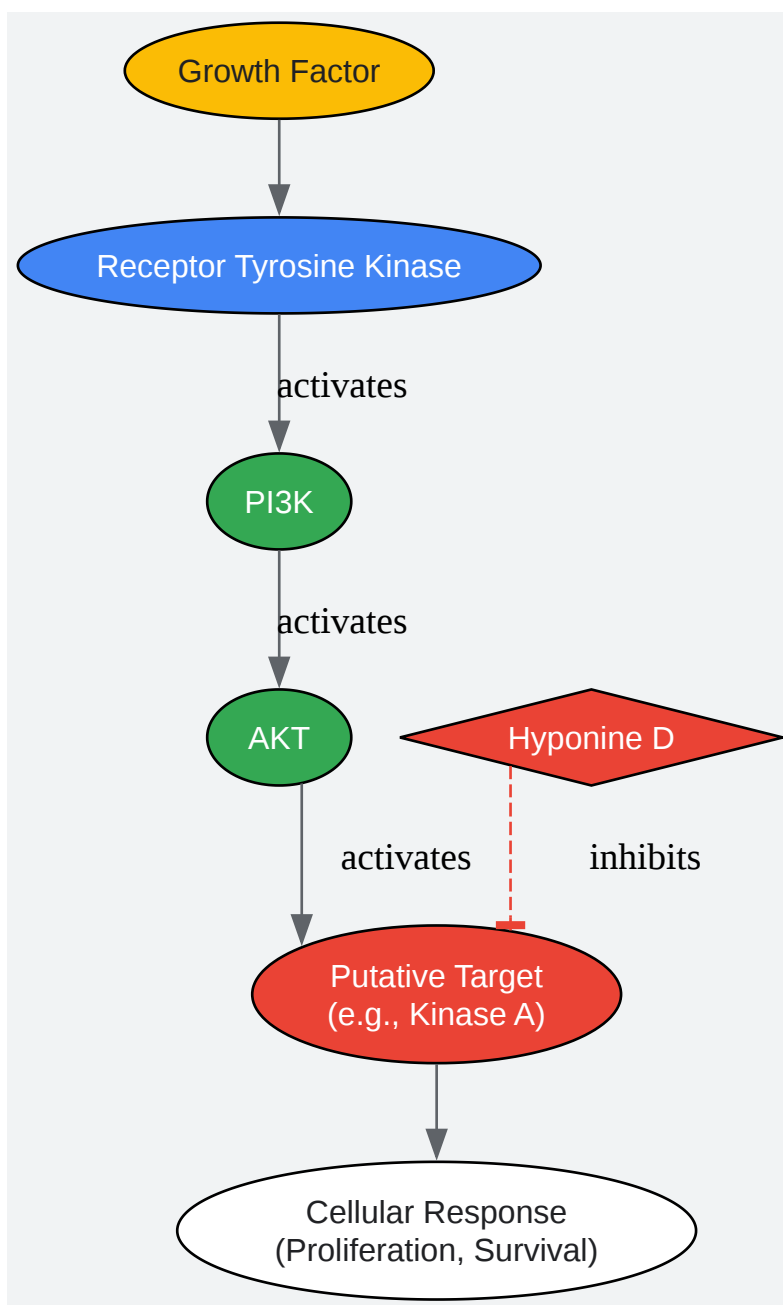 Growth Factor
Receptor Tyrosine Kinase
activates
PI3K
activates
AKT
Hyponine D
activates
inhibits
Putative Target
(e.g., Kinase A)
Cellular Response
(Proliferation, Survival)